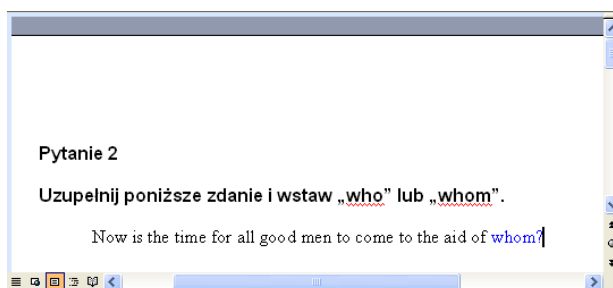 Pytanie 2
Uzupełnij poniższe zdanie i wstaw „who” lub „whom”.
Now is the time for all good men to come to the aid of whom?